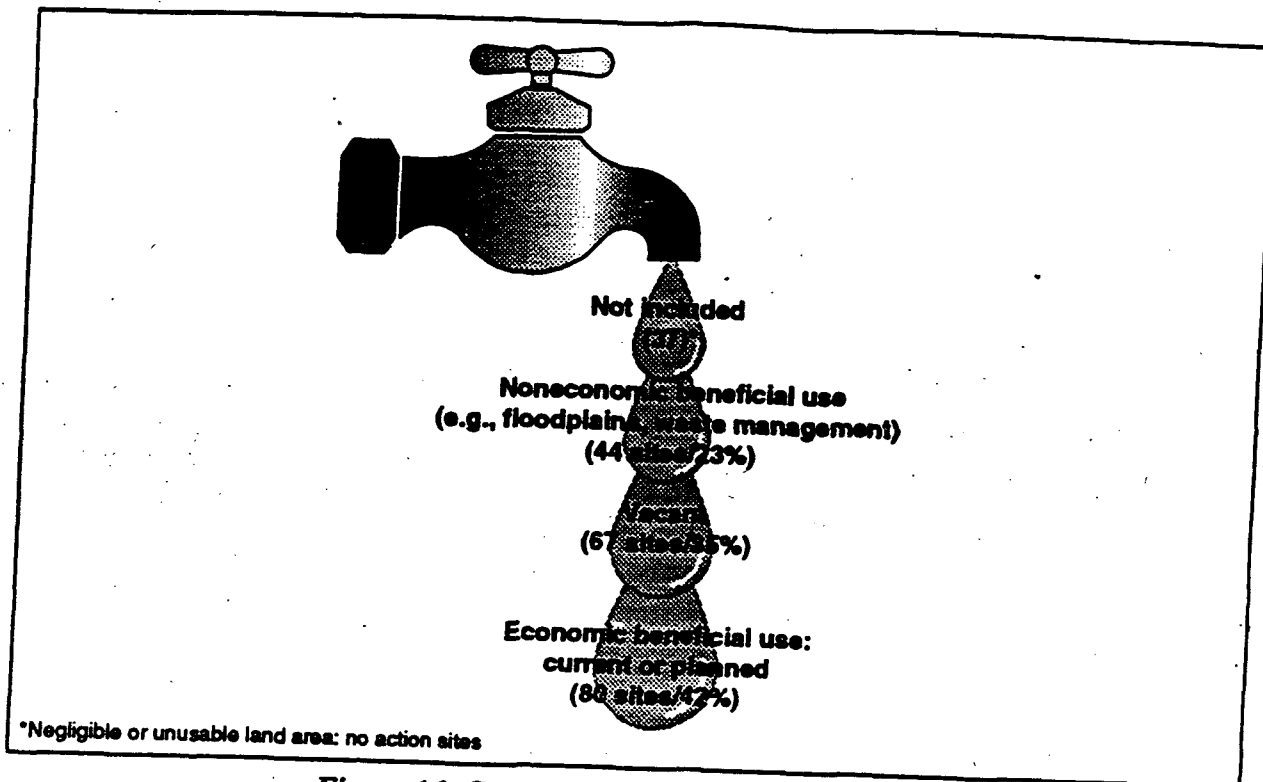 Not included
Noneconomic beneficial use
(e.g., floodplains, waste management)
(44 sites/23%)
Vacant
(67 sites/35%)
Economic beneficial use:
current or planned
(80 sites/42%)
*Negligible or unusable land area: no action sites